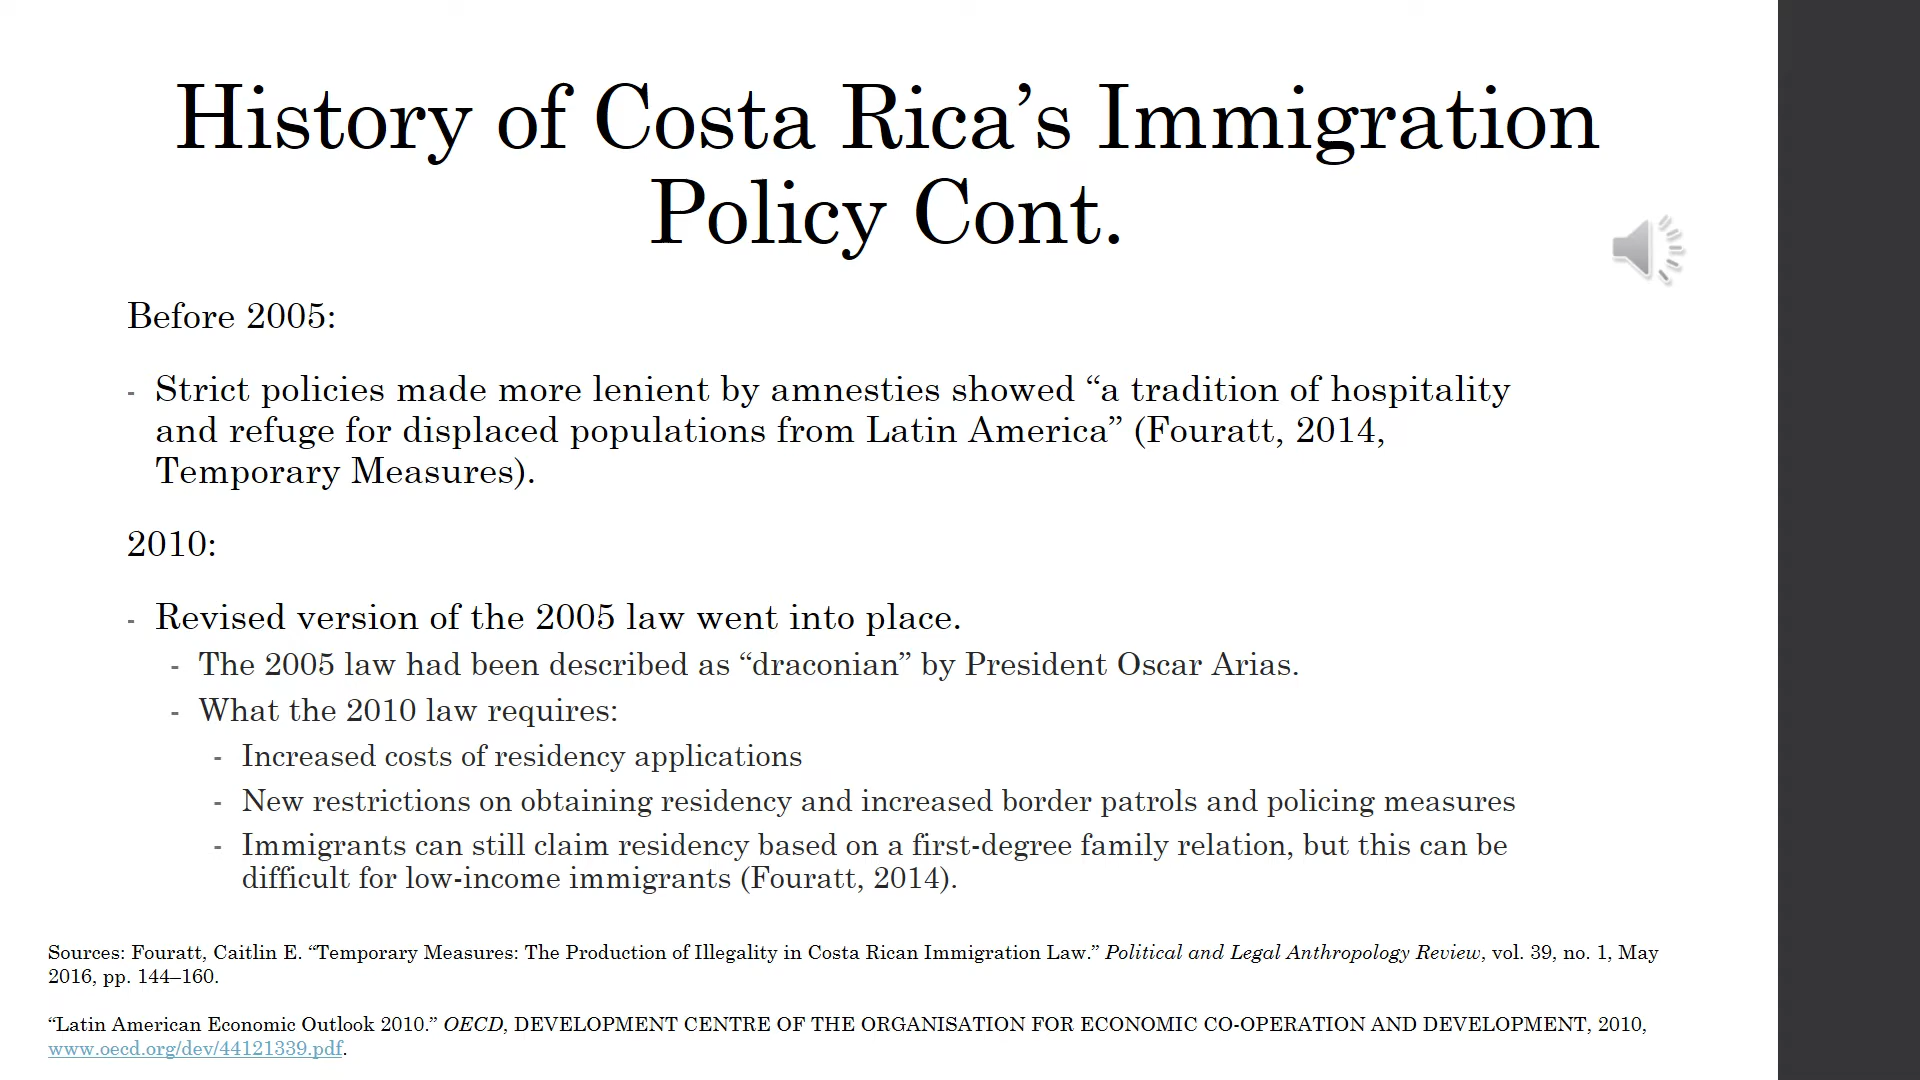 History of Costa Rica’s Immigration
Policy Cont.
Before 2005:
- Strict policies made more lenient by amnesties showed “a tradition of hospitality
and refuge for displaced populations from Latin America” (Fouratt, 2014,
Temporary Measures).
2010:
- Revised version of the 2005 law went into place.
- The 2005 law had been described as “draconian” by President Oscar Arias.
- What the 2010 law requires:
- Increased costs of residency applications
- New restrictions on obtaining residency and increased border patrols and policing measures
- Immigrants can still claim residency based on a first-degree family relation, but this can be
difficult for low-income immigrants (Fouratt, 2014).
Sources: Fouratt, Caitlin E. “Temporary Measures: The Production of Illegality in Costa Rican Immigration Law.” Political and Legal Anthropology Review, vol. 39, no. 1, May
2016, pp. 144–160.
“Latin American Economic Outlook 2010.” OECD, DEVELOPMENT CENTRE OF THE ORGANISATION FOR ECONOMIC CO-OPERATION AND DEVELOPMENT, 2010,
www.oecd.org/dev/44121339.pdf.